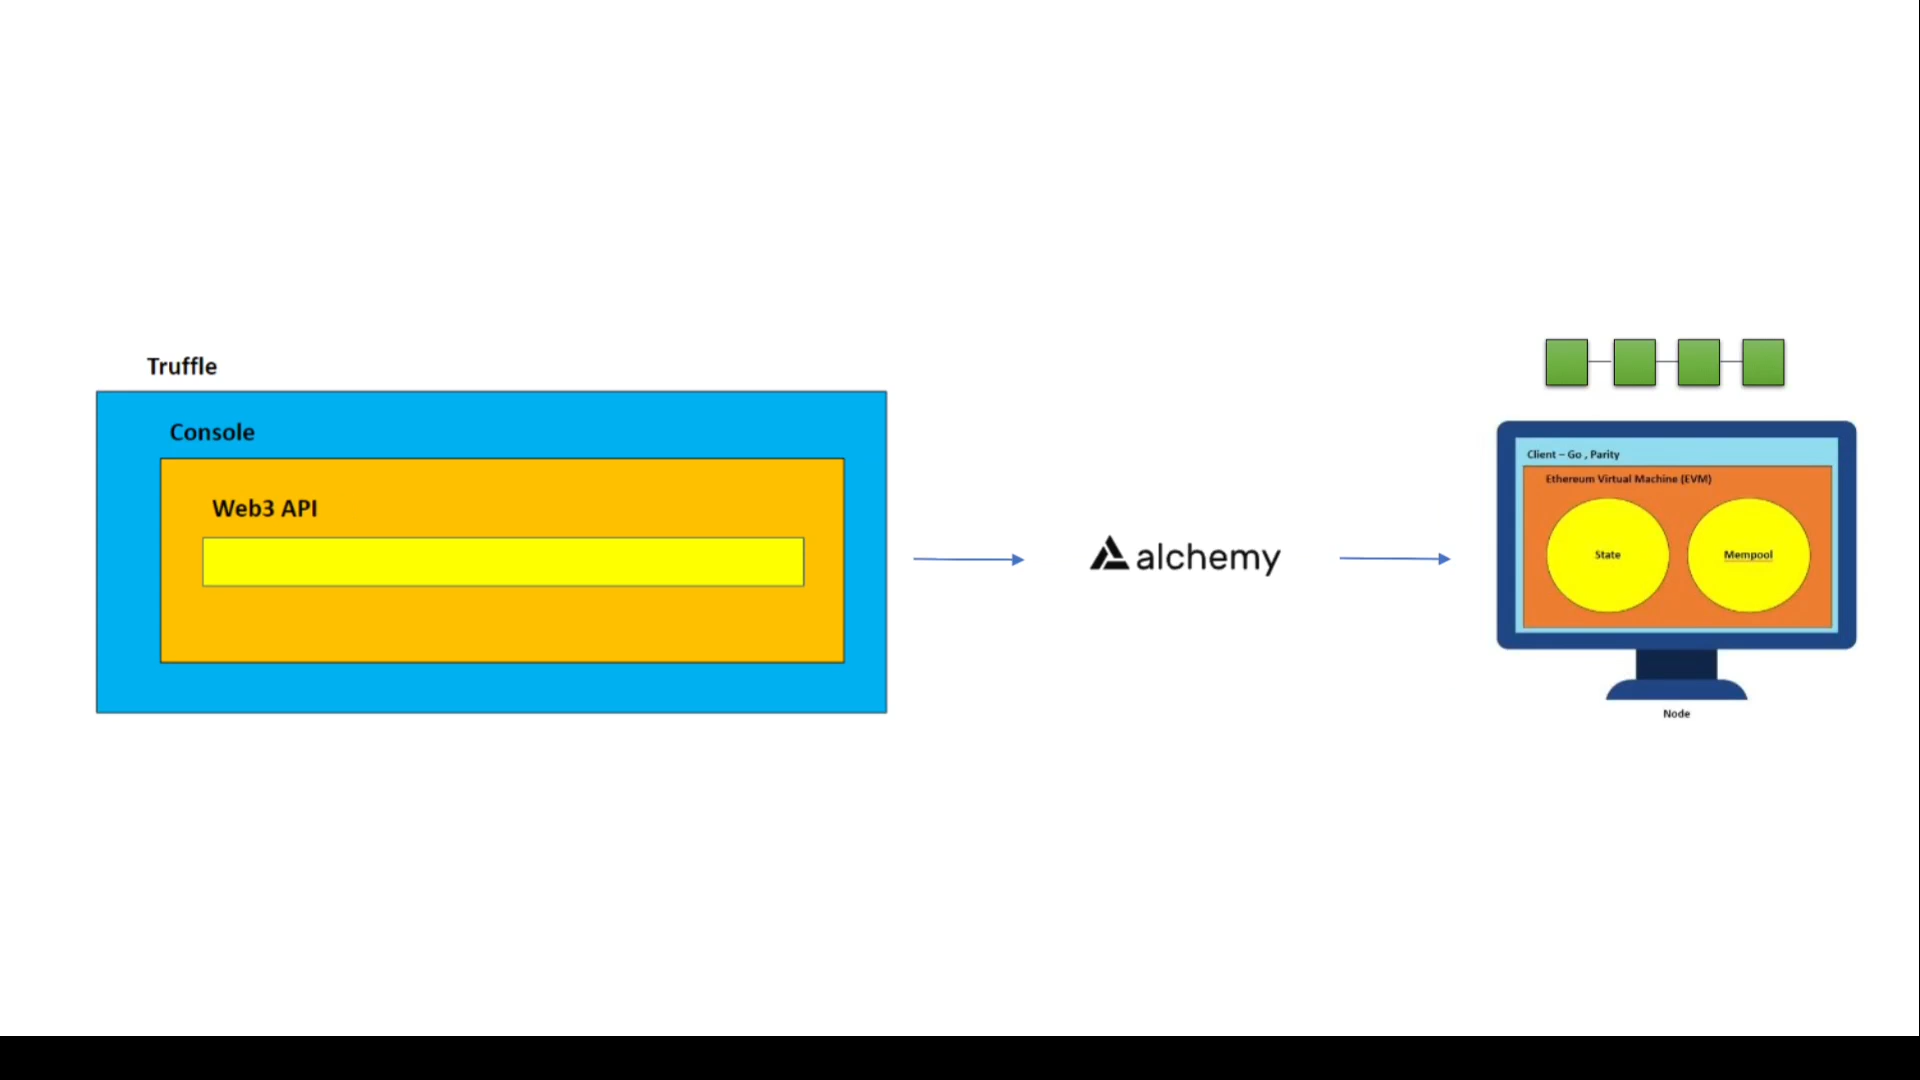 Truffle
Console
Web3 API
alchemy
Client – Go , Parity
Ethereum Virtual Machine (EVM)
State
Mempool
Node